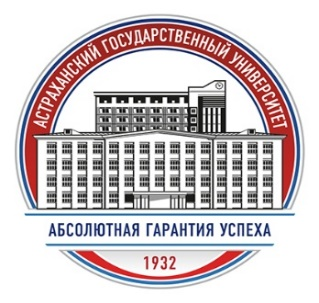 АСТРАХАНСКИЙ ГОСУДАРСТВЕННЫЙ УНИВЕРСИТЕТ
АБСОЛЮТНАЯ ГАРАНТИЯ УСПЕХА
1932